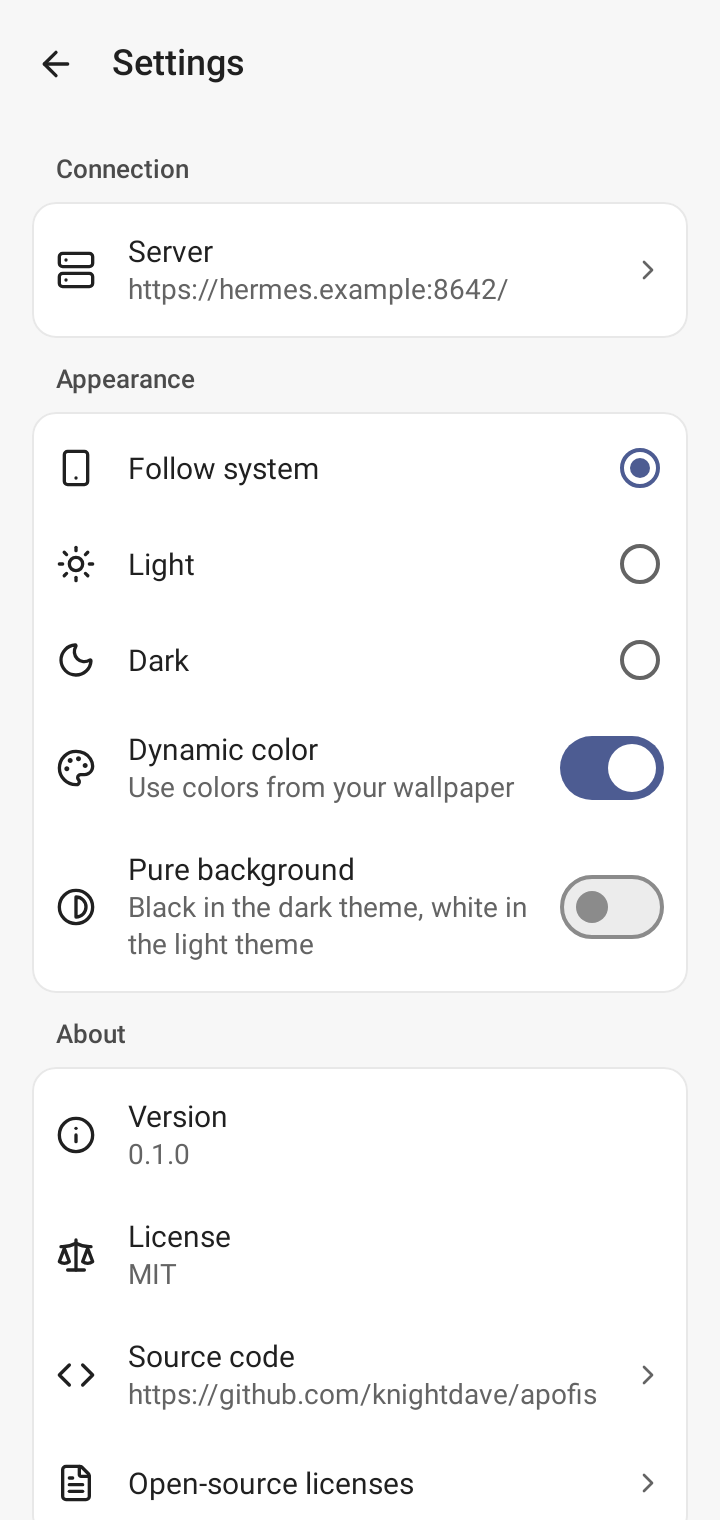 Settings
Connection
Server
https://hermes.example:8642/
Appearance
Follow system
Light
Dark
Dynamic color
Use colors from your wallpaper
Pure background
Black in the dark theme, white in
the light theme
About
Version
0.1.0
License
MIT
Source code
https://github.com/knightdave/apofis
Open-source licenses